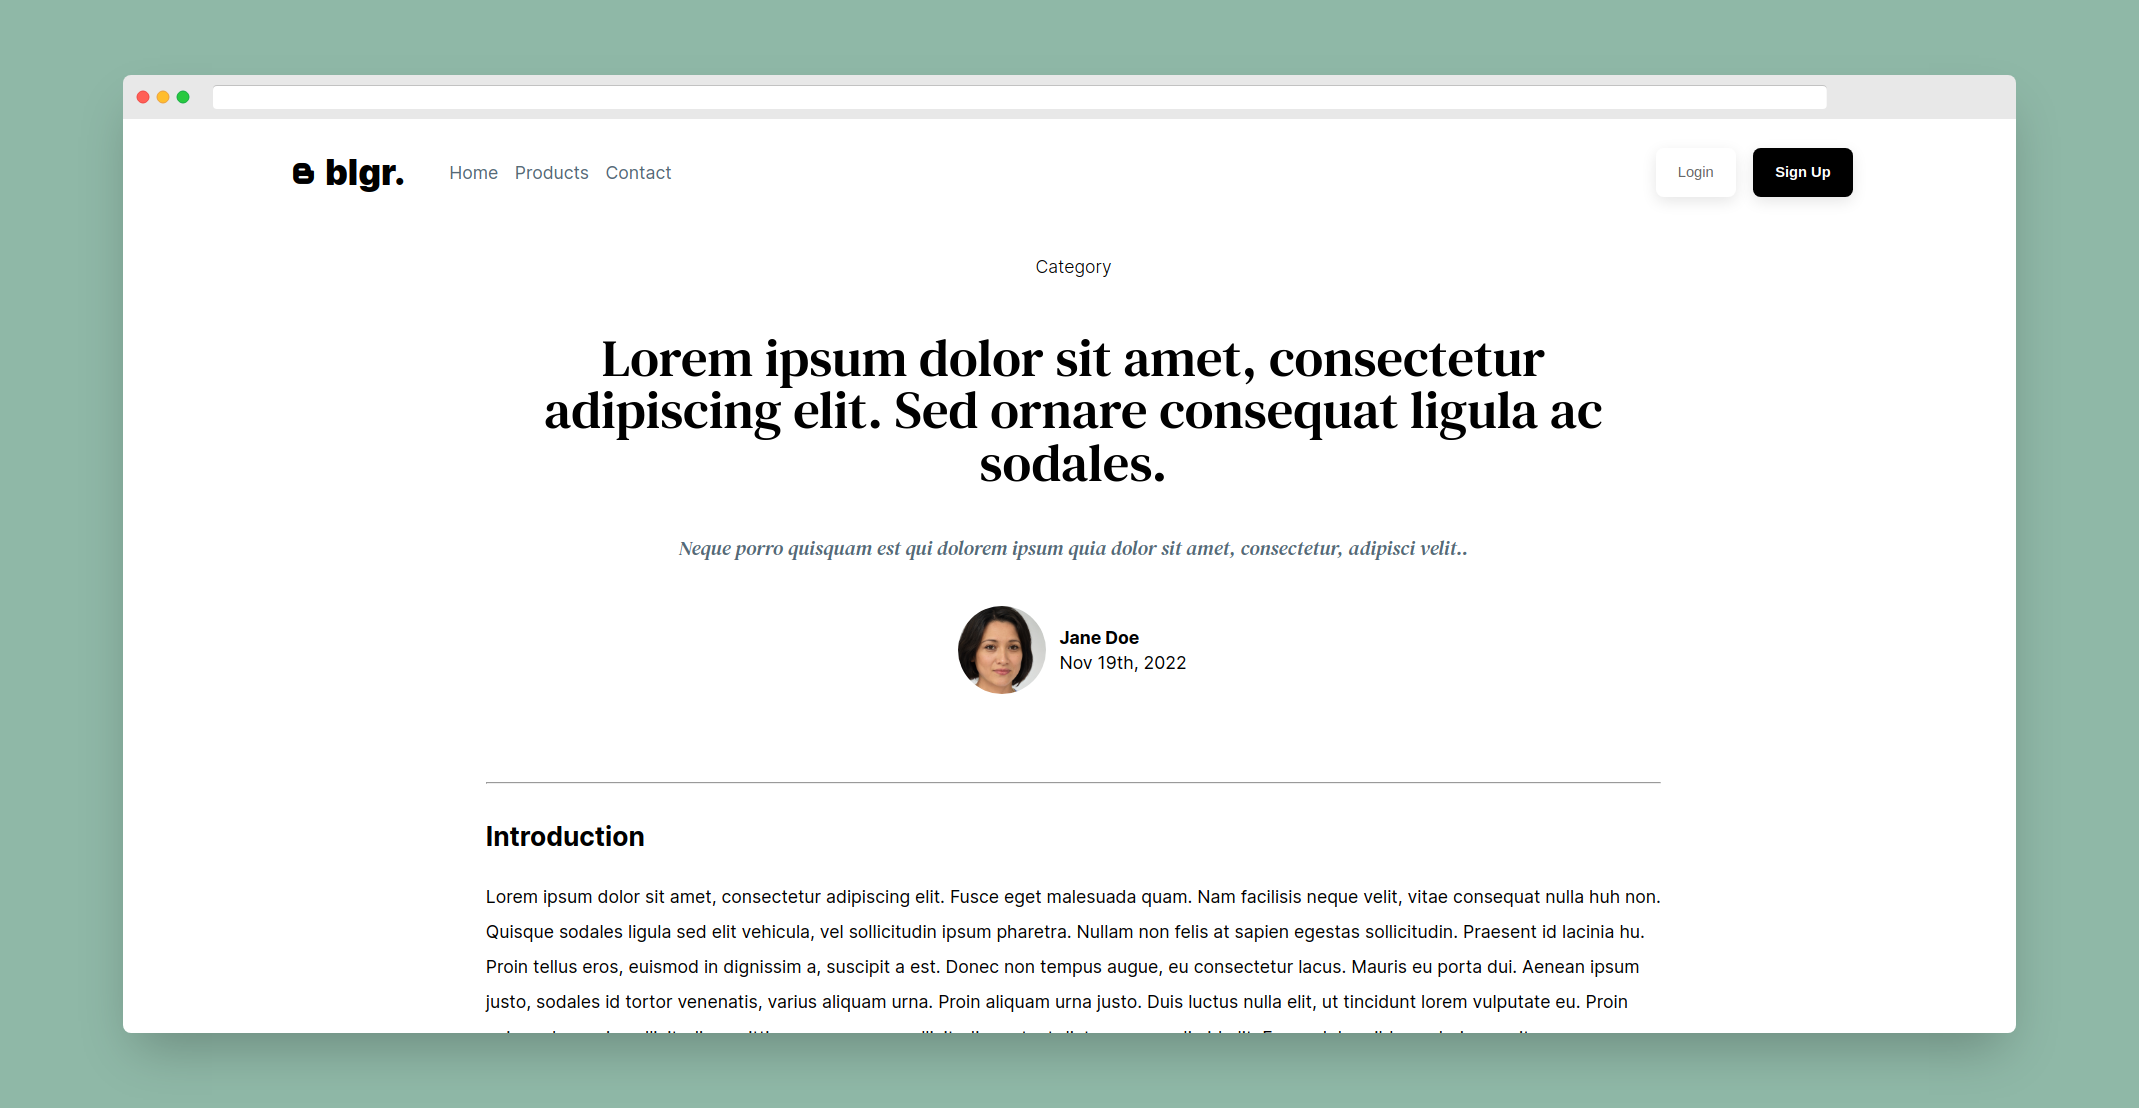 blgr.
Home Products Contact
Login
Sign Up
Category
Lorem ipsum dolor sit amet, consectetur
adipiscing elit. Sed ornare consequat ligula ac
sodales.
Neque porro quisquam est qui dolorem ipsum quia dolor sit amet, consectetur, adipisci velit..
Jane Doe
Nov 19th, 2022
Introduction
Lorem ipsum dolor sit amet, consectetur adipiscing elit. Fusce eget malesuada quam. Nam facilisis neque velit, vitae consequat nulla huh non.
Quisque sodales ligula sed elit vehicula, vel sollicitudin ipsum pharetra. Nullam non felis at sapien egestas sollicitudin. Praesent id lacinia hu.
Proin tellus eros, euismod in dignissim a, suscipit a est. Donec non tempus augue, eu consectetur lacus. Mauris eu porta dui. Aenean ipsum
justo, sodales id tortor venenatis, varius aliquam urna. Proin aliquam urna justo. Duis luctus nulla elit, ut tincidunt lorem vulputate eu. Proin